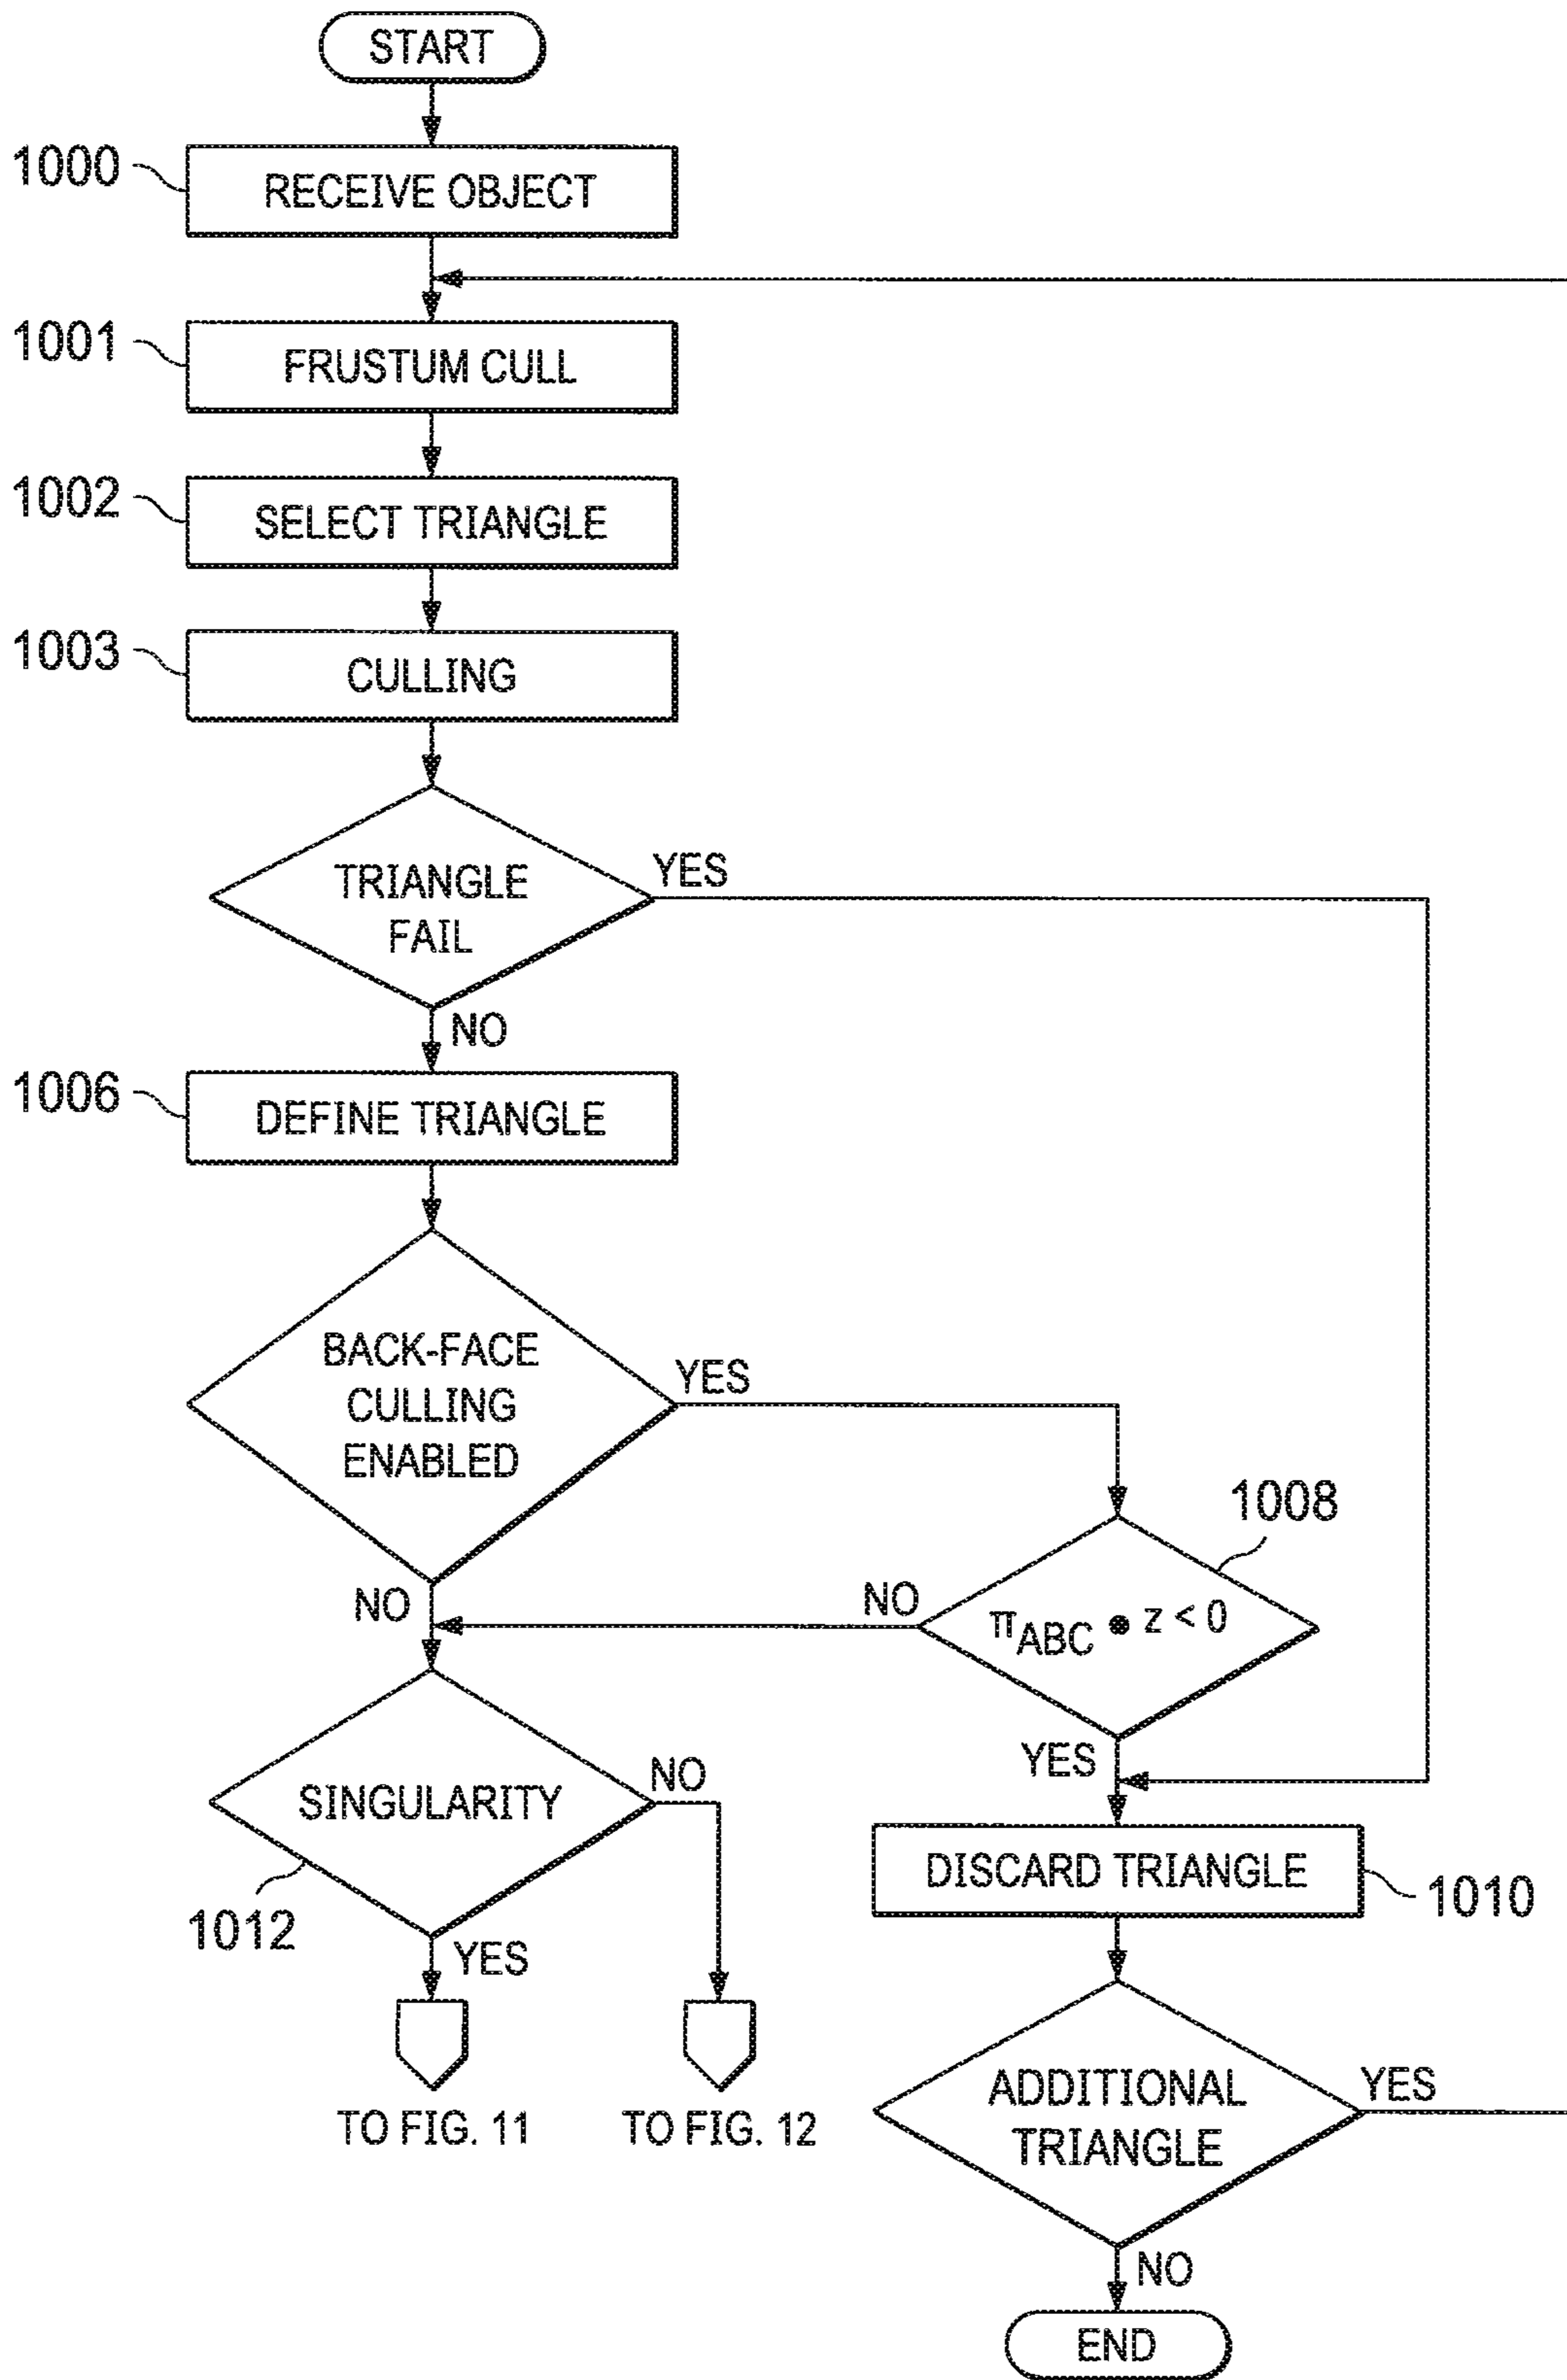 START
1000
RECEIVE OBJECT
1001
FRUSTUM CULL
1002
SELECT TRIANGLE
1003
CULLING
TRIANGLE
FAIL
YES
NO
1006
DEFINE TRIANGLE
BACK-FACE
CULLING
ENABLED
YES
NO
1008
πABC • z < 0
NO
YES
SINGULARITY
NO
1012
YES
DISCARD TRIANGLE
1010
TO FIG. 11
TO FIG. 12
ADDITIONAL
TRIANGLE
YES
NO
END